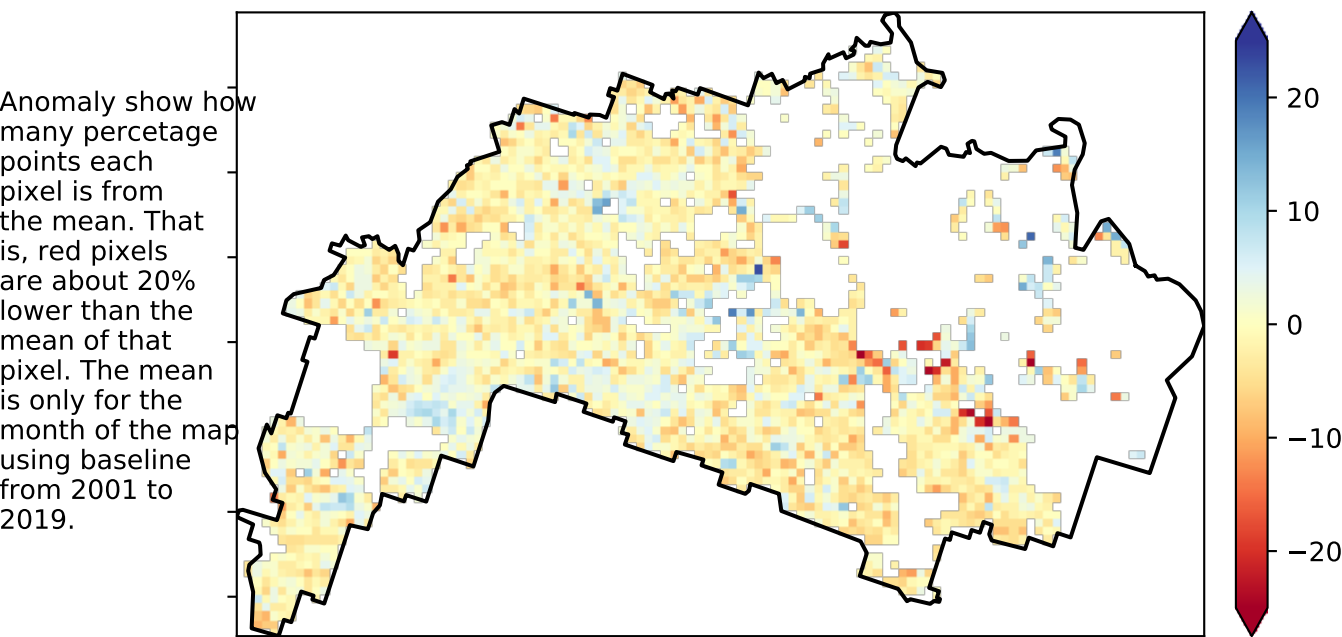 Anomaly show how
many percetage
points each
pixel is from
the mean. That
is, red pixels
are about 20%
lower than the
mean of that
pixel. The mean
is only for the
month of the map
using baseline
from 2001 to
2019.
20
10
0
−10
−20